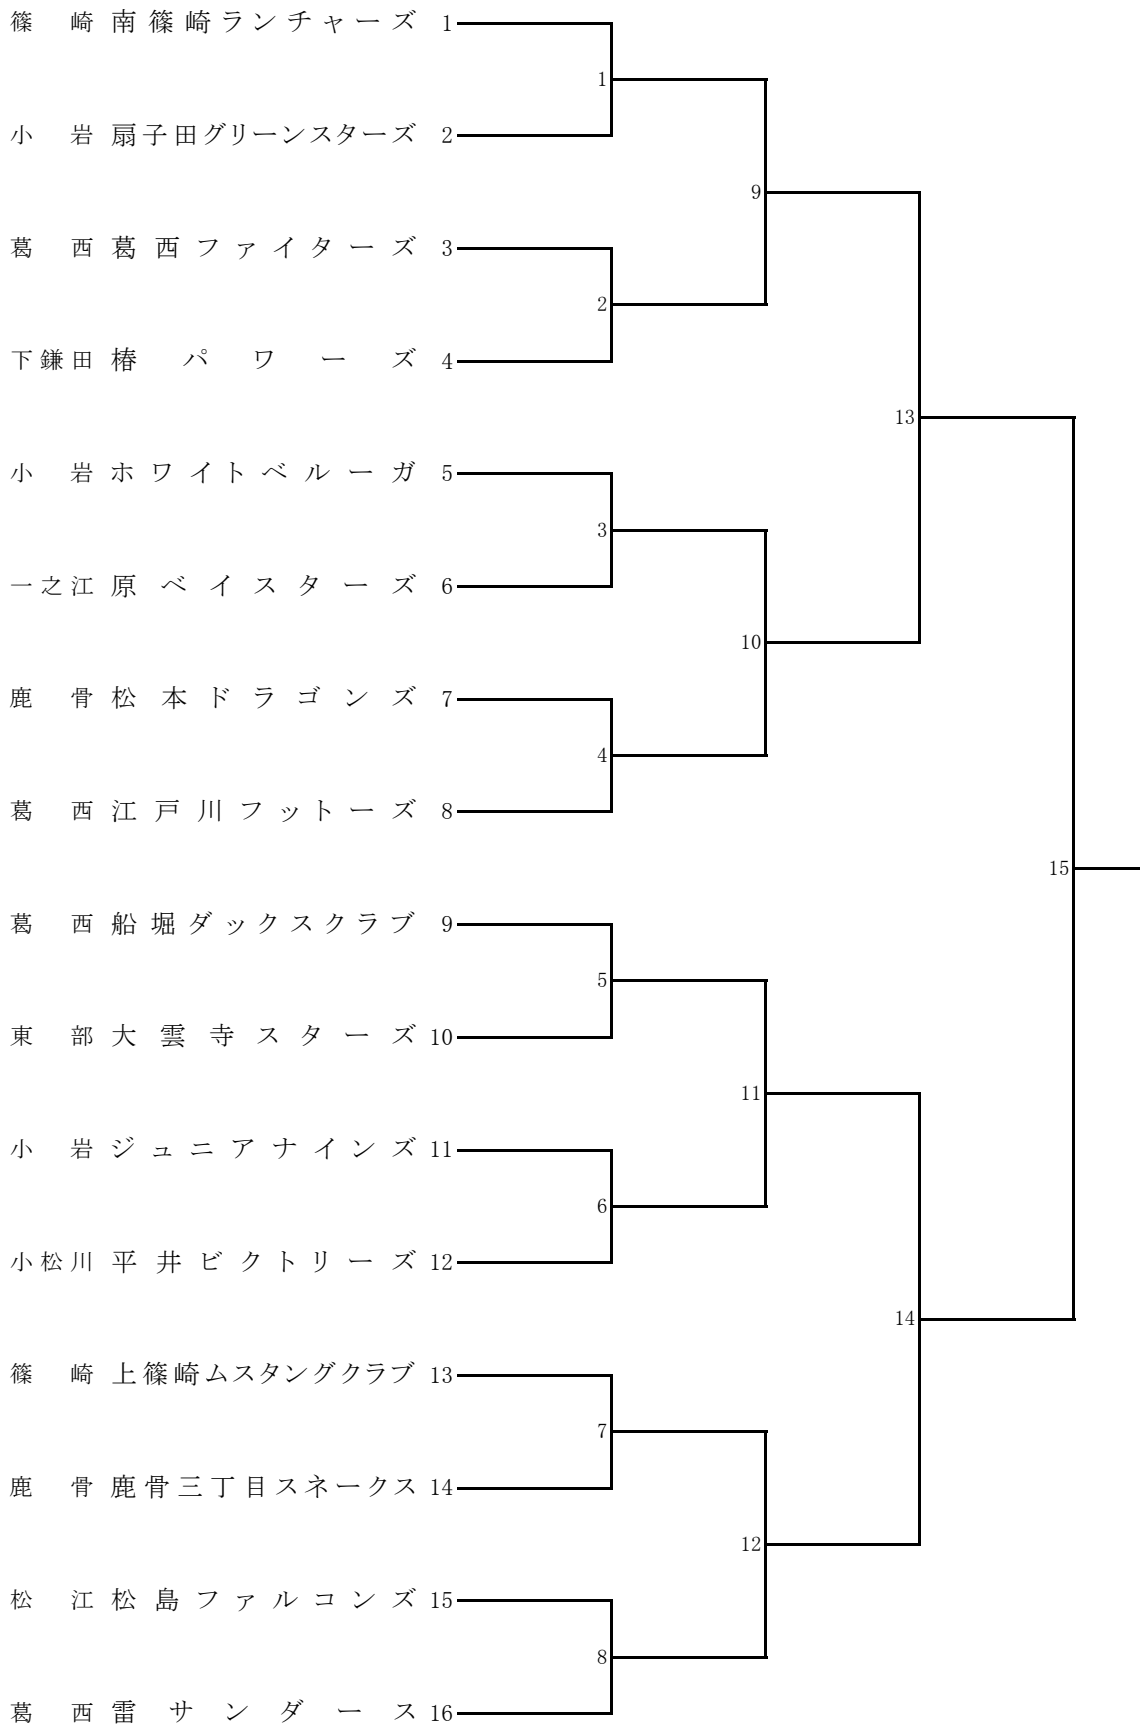 篠崎 南篠崎ランチャーズ 1
1
小岩 扇子田グリーンスターズ 2
9
葛西 葛西ファイターズ 3
2
下鎌田 椿パワーズ 4
13
小岩 ホワイトベルーガ 5
3
一之江 原ベイスターズ 6
10
鹿骨 松本ドラゴンズ 7
4
葛西 江戸川フットーズ 8
15
葛西 船堀ダックスクラブ 9
5
東部 大雲寺スターズ 10
11
小岩 ジュニアナインズ 11
6
小松川 平井ビクトリーズ 12
14
篠崎 上篠崎ムスタングクラブ 13
7
鹿骨 鹿骨三丁目スネークス 14
12
松江 松島ファルコンズ 15
8
葛西 雷サンダース 16